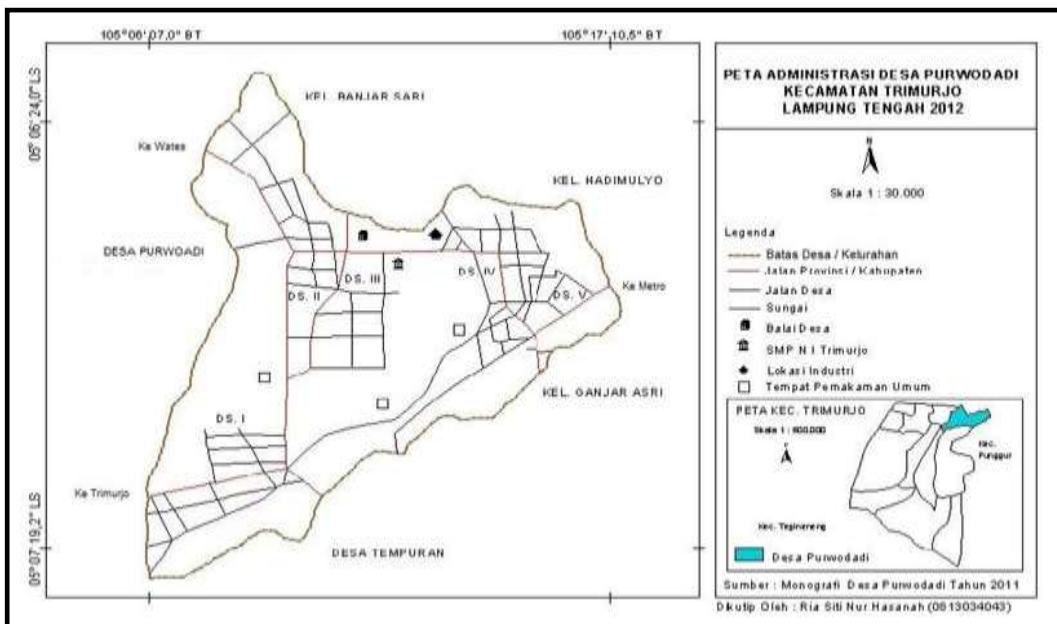 105° 06' 07,0" BT
105° 17' 10,5" BT
05° 06' 24,0" LS
05° 07' 19,2" LS
KEL. BANJAR SARI
Ke Wates
KEL. HADIMULYO
DESA PURWOADI
DS. III
DS. IV
DS. II
DS. V
Ke Metro
KEL. GANJAR ASRI
DS. I
Ke Trimurjo
DESA TEMPURAN
PETA ADMINISTRASI DESA PURWODADI
KECAMATAN TRIMURJO
LAMPUNG TENGAH 2012
N
Skala 1 : 30.000
Legenda
Batas Desa / Kelurahan
Jalan Provinsi / Kabupaten
Jalan Desa
Sungai
Balai Desa
SMP N I Trimurjo
Lokasi Industri
Tempat Pemakaman Umum
PETA KEC. TRIMURJO
Skala 1 : 600.000
Kec.
Punggur
Kec. Tegineneng
Desa Purwodadi
Sumber : Monografi Desa Purwodadi Tahun 2011
Dikutip Oleh : Ria Siti Nur Hasanah (0813034043)